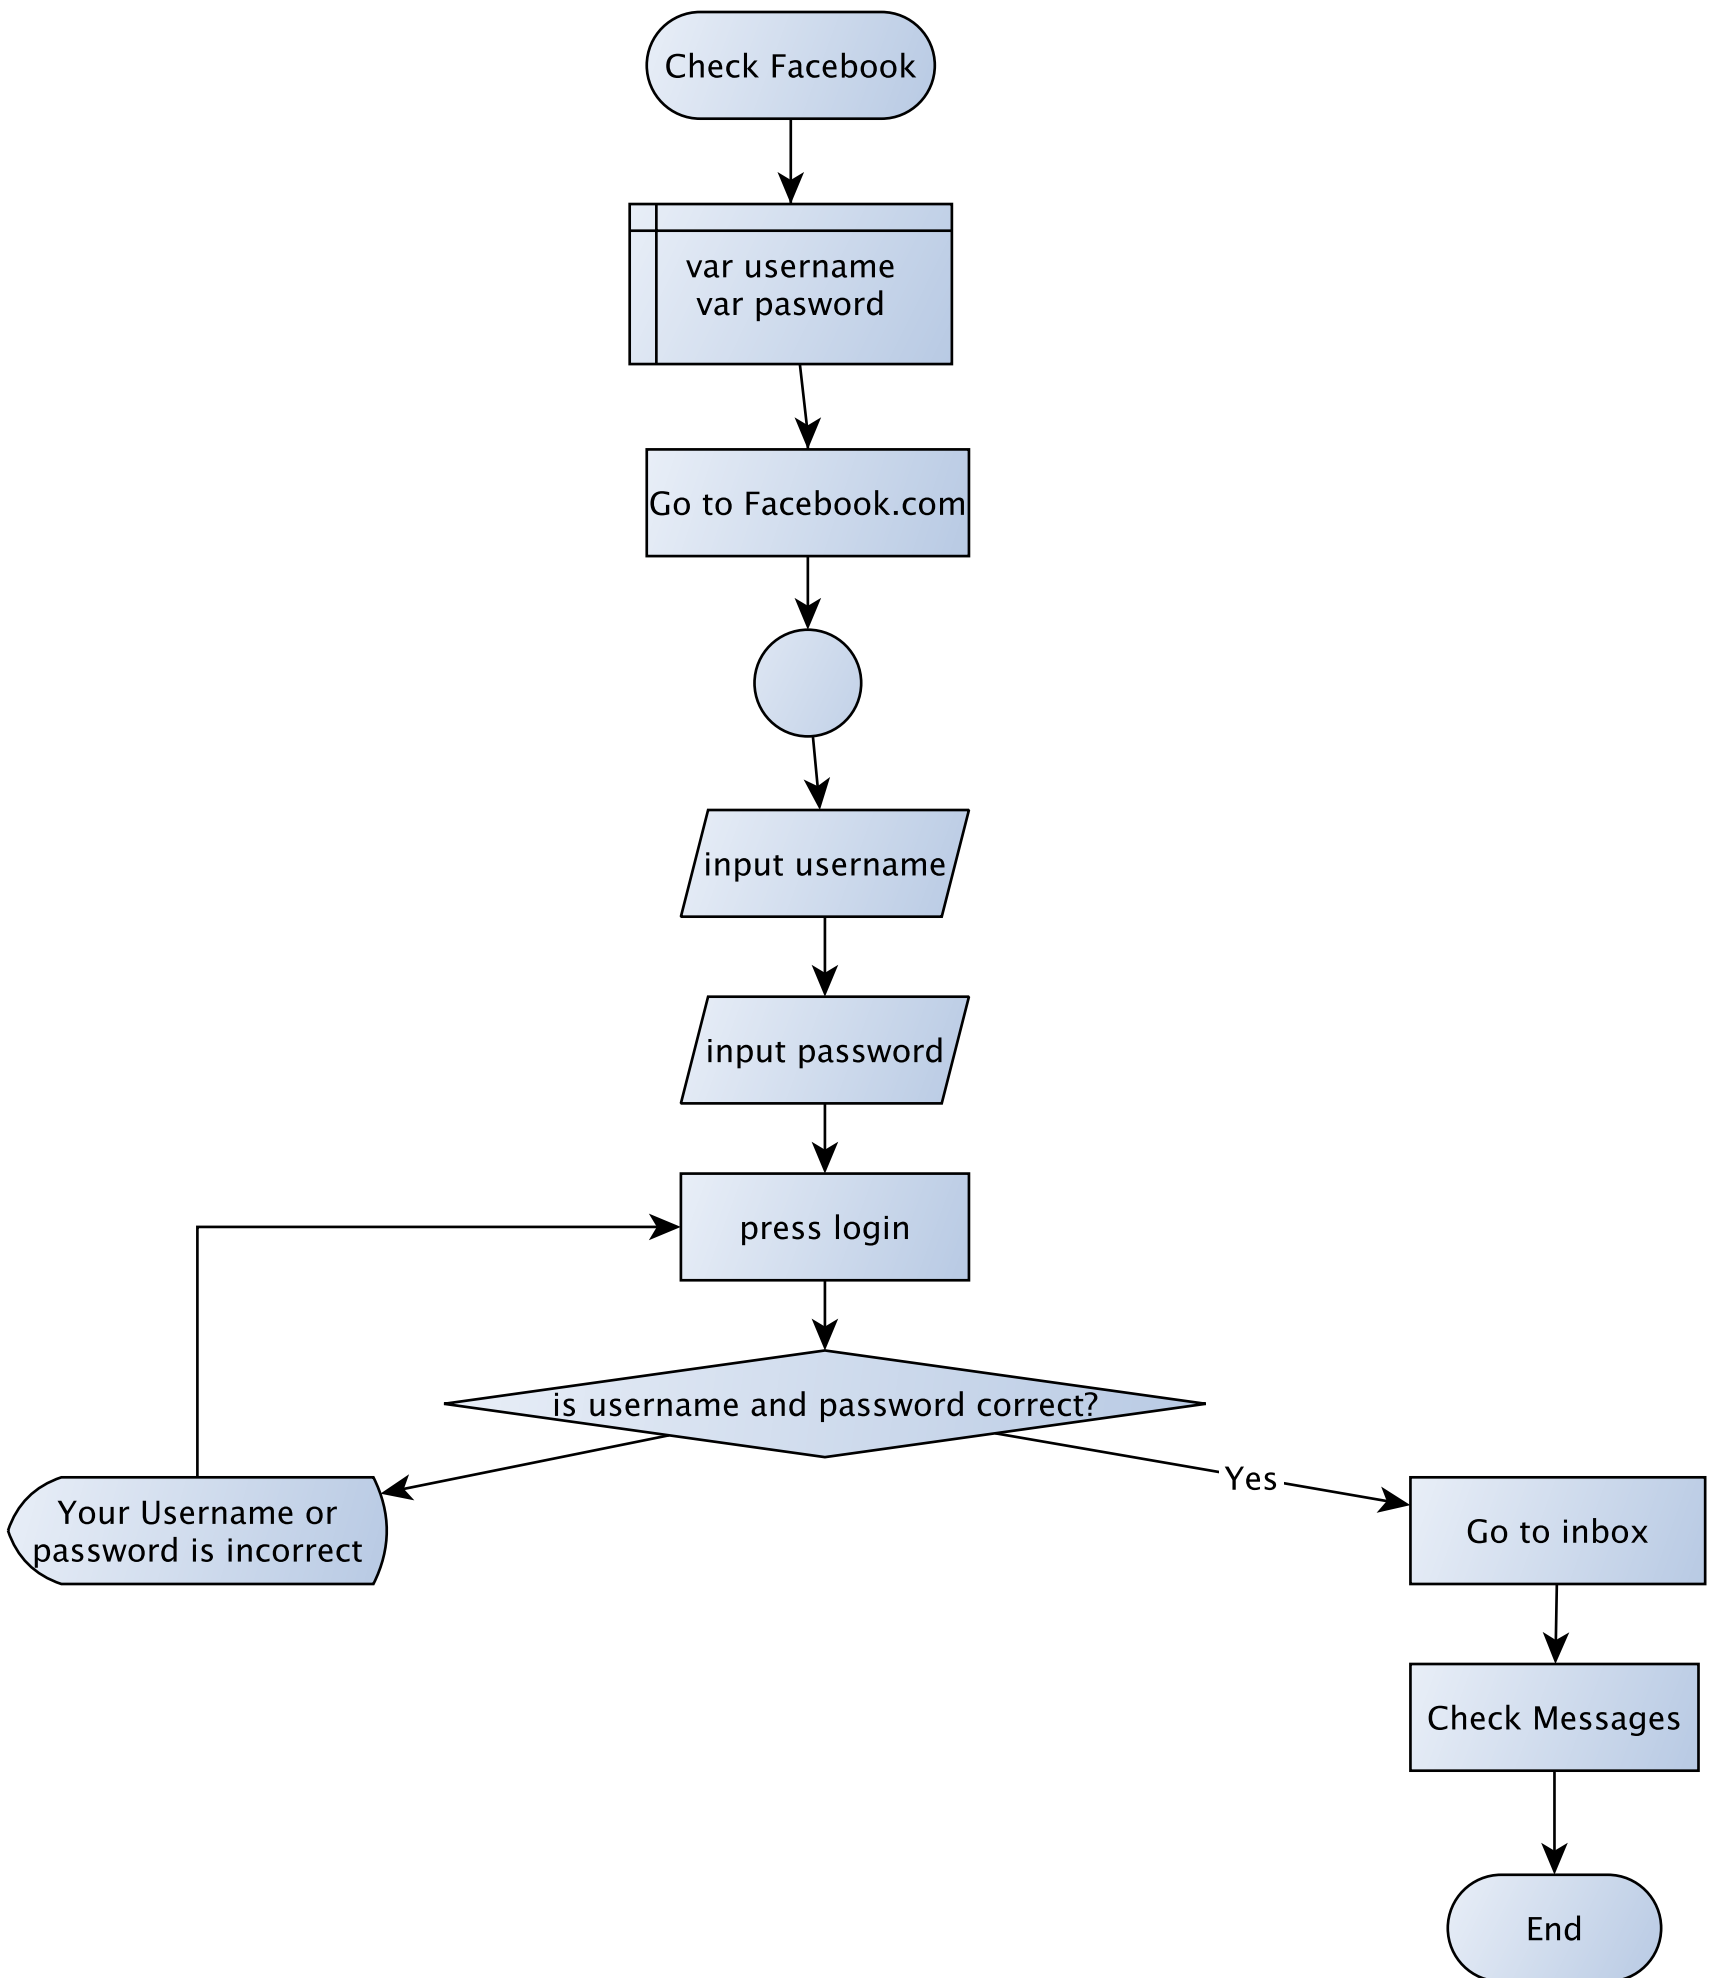 Check Facebook
var username
var pasword
Go to Facebook.com
input username
input password
press login
is username and password correct?
Yes
Your Username or
password is incorrect
Go to inbox
Check Messages
End